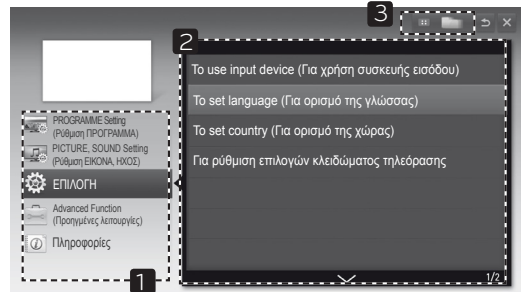 3
2
To use input device (Για χρήση συσκευής εισόδου)
To set language (Για ορισμό της γλώσσας)
To set country (Για ορισμό της χώρας)
Για ρύθμιση επιλογών κλειδώματος τηλεόρασης
PROGRAMME Setting
(Ρύθμιση ΠΡΟΓΡΑΜΜΑ)
PICTURE, SOUND Setting
(Ρύθμιση ΕΙΚΟΝΑ, ΗΧΟΣ)
ΕΠΙΛΟΓΗ
Advanced Function
(Προηγμένες λειτουργίες)
Πληροφορίες
1
1/2